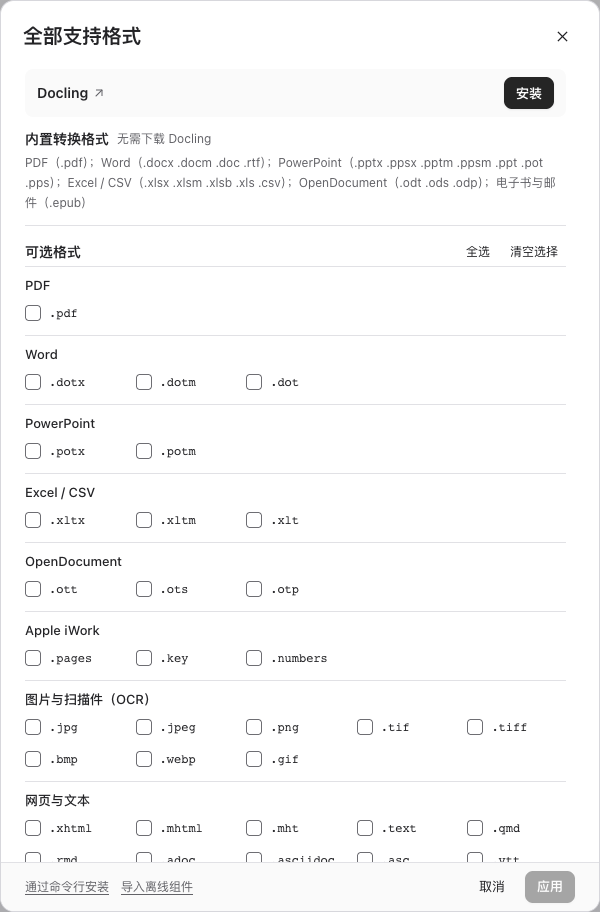 全部支持格式
Docling
安装
内置转换格式 无需下载 Docling
PDF（.pdf）；Word（.docx .docm .doc .rtf）；PowerPoint（.pptx .ppsx .pptm .ppsm .ppt .pot
.pps）；Excel / CSV（.xlsx .xlsm .xlsb .xls .csv）；OpenDocument（.odt .ods .odp）；电子书与邮
件（.epub）
可选格式 全选 清空选择
PDF
.pdf
Word
.dotx .dotm .dot
PowerPoint
.potx .potm
Excel / CSV
.xltx .xltm .xlt
OpenDocument
.ott .ots .otp
Apple iWork
.pages .key .numbers
图片与扫描件（OCR）
.jpg .jpeg .png .tif .tiff
.bmp .webp .gif
网页与文本
.xhtml .mhtml .mht .text .qmd
.rmd .adoc .asciidoc .asc .vtt
通过命令行安装 导入离线组件 取消 应用